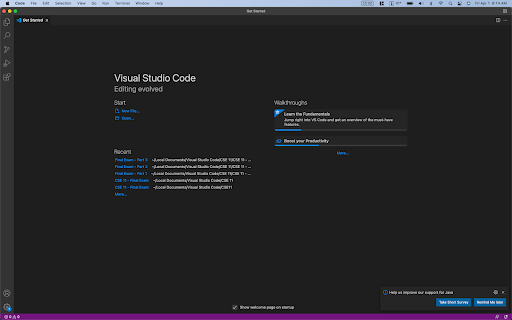 Code File Edit Selection View Go Run Terminal Window Help
Fri Apr 1
Get Started
Get Started
Visual Studio Code
Editing evolved
Start
New File...
Open...
Recent
Final Exam - Part 3 ~/Local Documents/Visual Studio Code/CSE 11/CSE 11 - ...
Final Exam - Part 2 ~/Local Documents/Visual Studio Code/CSE 11/CSE 11 - ...
Final Exam - Part 1 ~/Local Documents/Visual Studio Code/CSE 11/CSE 11 - ...
CSE 11 - Final Exam ~/Local Documents/Visual Studio Code/CSE 11
CSE 11 - Final Exam ~/Local Documents/Visual Studio Code/CSE11
More...
Walkthroughs
Learn the Fundamentals
Jump right into VS Code and get an overview of the must-have
features.
Boost your Productivity
More...
Show welcome page on startup
Help us improve our support for Java
Take Short Survey
Remind Me later
0 0